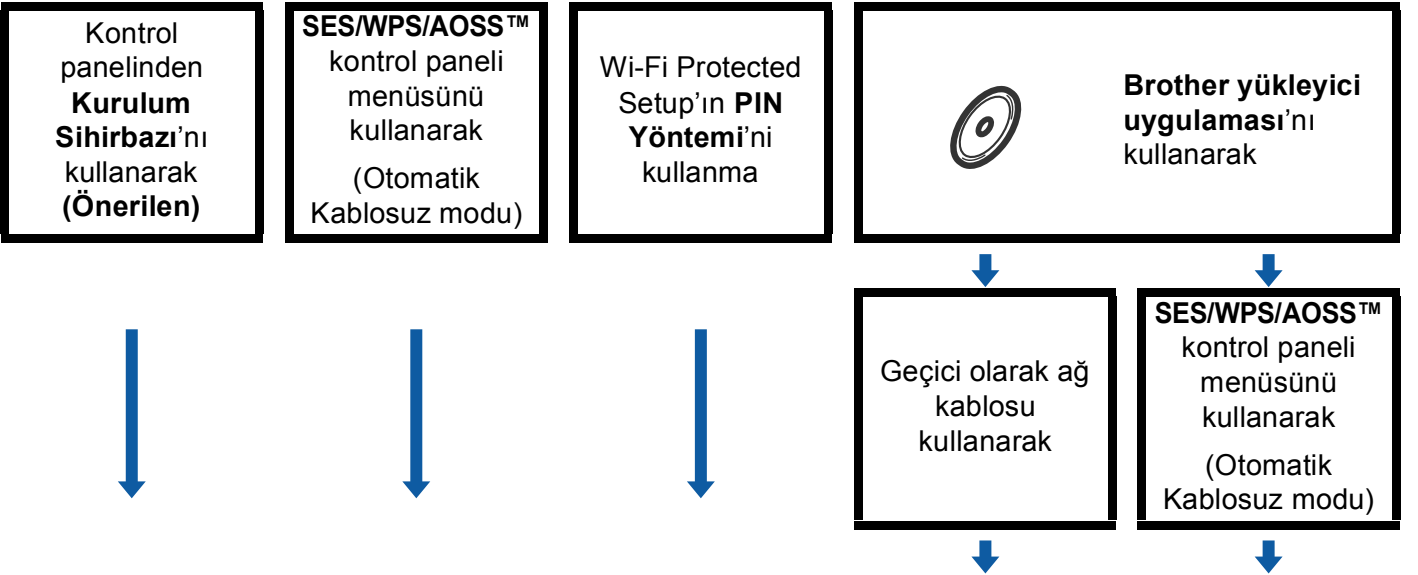 Kontrol
panelinden
Kurulum
Sihirbazı’nı
kullanarak
(Önerilen)
SES/WPS/AOSS™
kontrol paneli
menüsünü
kullanarak
(Otomatik
Kablosuz modu)
Wi-Fi Protected
Setup’ın PIN
Yöntemi’ni
kullanma
Brother yükleyici
uygulaması’nı
kullanarak
Geçici olarak ağ
kablosu
kullanarak
SES/WPS/AOSS™
kontrol paneli
menüsünü
kullanarak
(Otomatik
Kablosuz modu)